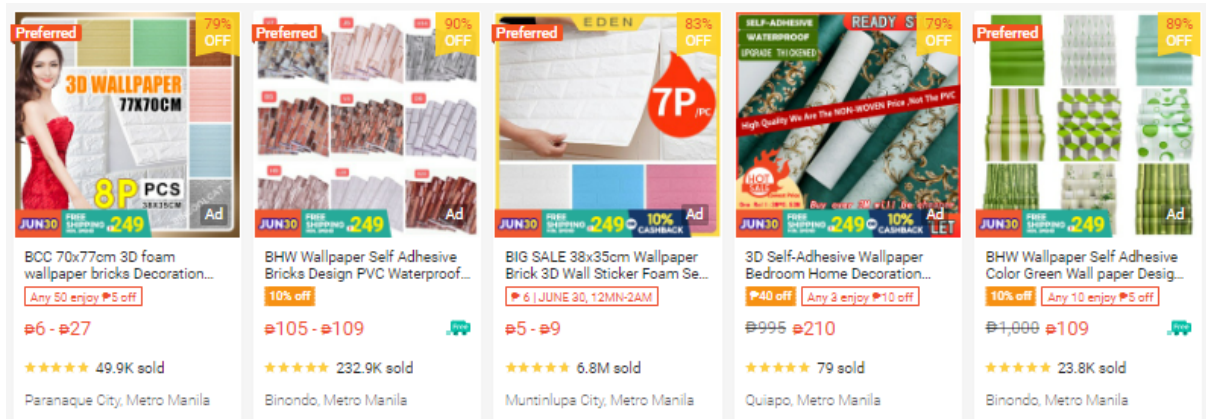 Preferred
79%
OFF
3D WALLPAPER
77X70CM
8P PCS
38X35CM
JUN30 FREE SHIPPING ₱249
Ad
BCC 70x77cm 3D foam
wallpaper bricks Decoration...
Any 50 enjoy ₱5 off
₱6 - ₱27
49.9K sold
Paranaque City, Metro Manila
Preferred
90%
OFF
JUN30 FREE SHIPPING ₱249
Ad
BHW Wallpaper Self Adhesive
Bricks Design PVC Waterproof...
10% off
₱105 - ₱109
Free
232.9K sold
Binondo, Metro Manila
Preferred
EDEN
83%
OFF
7P/PC
JUN30 FREE SHIPPING ₱249 10% CASHBACK
Ad
BIG SALE 38x35cm Wallpaper
Brick 3D Wall Sticker Foam Se...
₱ 6 | JUNE 30, 12MN-2AM
₱5 - ₱9
6.8M sold
Muntinlupa City, Metro Manila
SELF-ADHESIVE
WATERPROOF
UPGRADE THICKENED
READY S
79%
OFF
High Quality We Are The NON-WOVEN Price ,Not The PVC
HOT
SALE
JUN30 FREE SHIPPING ₱249 10% CASHBACK
Ad
LET
3D Self-Adhesive Wallpaper
Bedroom Home Decoration...
₱40 off Any 3 enjoy ₱10 off
₱995 ₱210
79 sold
Quiapo, Metro Manila
Preferred
89%
OFF
JUN30 FREE SHIPPING ₱249
Ad
BHW Wallpaper Self Adhesive
Color Green Wall paper Desig...
10% off Any 10 enjoy ₱5 off
₱1,000 ₱109
Free
23.8K sold
Binondo, Metro Manila